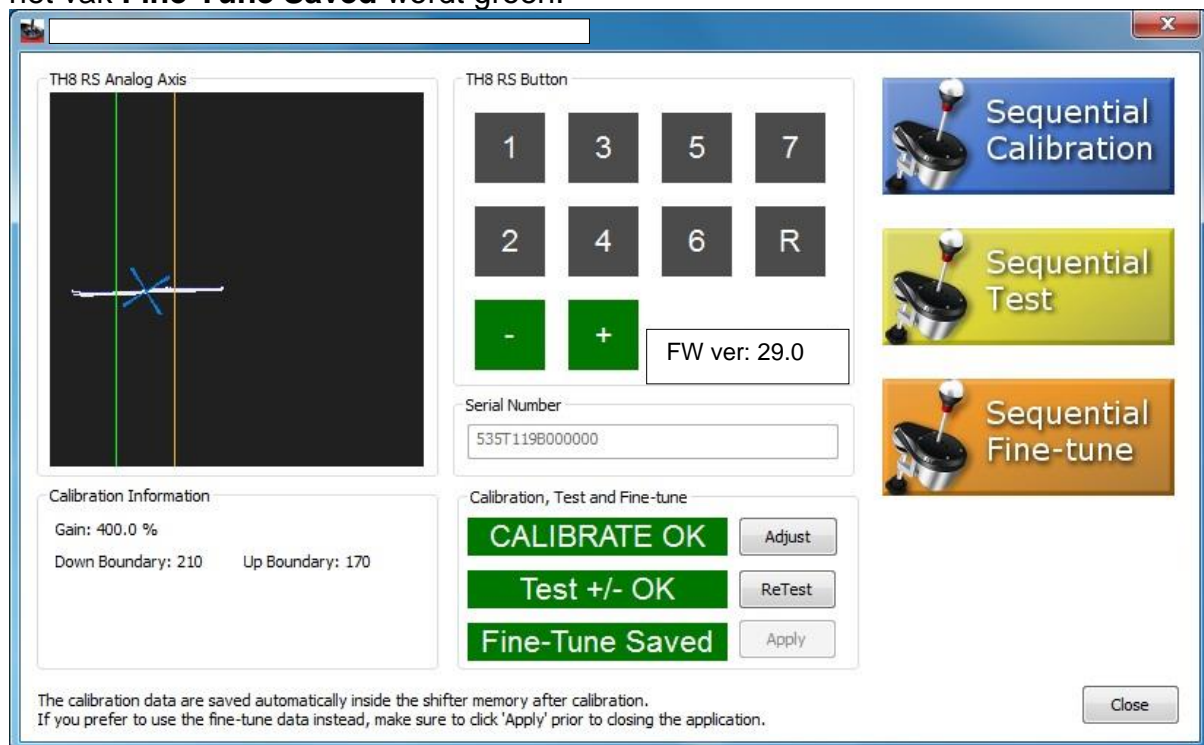 het vak Fine-Tune Saved wordt groen.
TH8 RS Analog Axis
TH8 RS Button
1 3 5 7
2 4 6 R
- +
FW ver: 29.0
Serial Number
535T119B000000
Sequential
Calibration
Sequential
Test
Sequential
Fine-tune
Calibration Information
Gain: 400.0 %
Down Boundary: 210 Up Boundary: 170
Calibration, Test and Fine-tune
CALIBRATE OK Adjust
Test +/- OK ReTest
Fine-Tune Saved Apply
The calibration data are saved automatically inside the shifter memory after calibration.
If you prefer to use the fine-tune data instead, make sure to click 'Apply' prior to closing the application.
Close